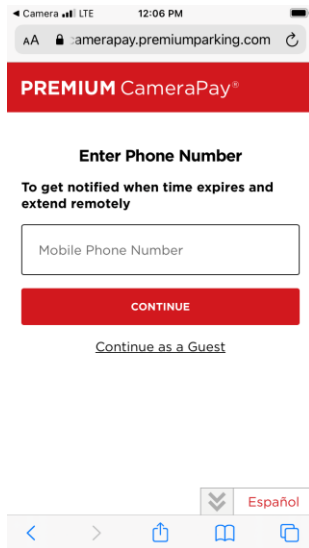 Camera LTE 12:06 PM
AA camerapay.premiumparking.com
PREMIUM CameraPay®
Enter Phone Number
To get notified when time expires and
extend remotely
Mobile Phone Number
CONTINUE
Continue as a Guest
Español